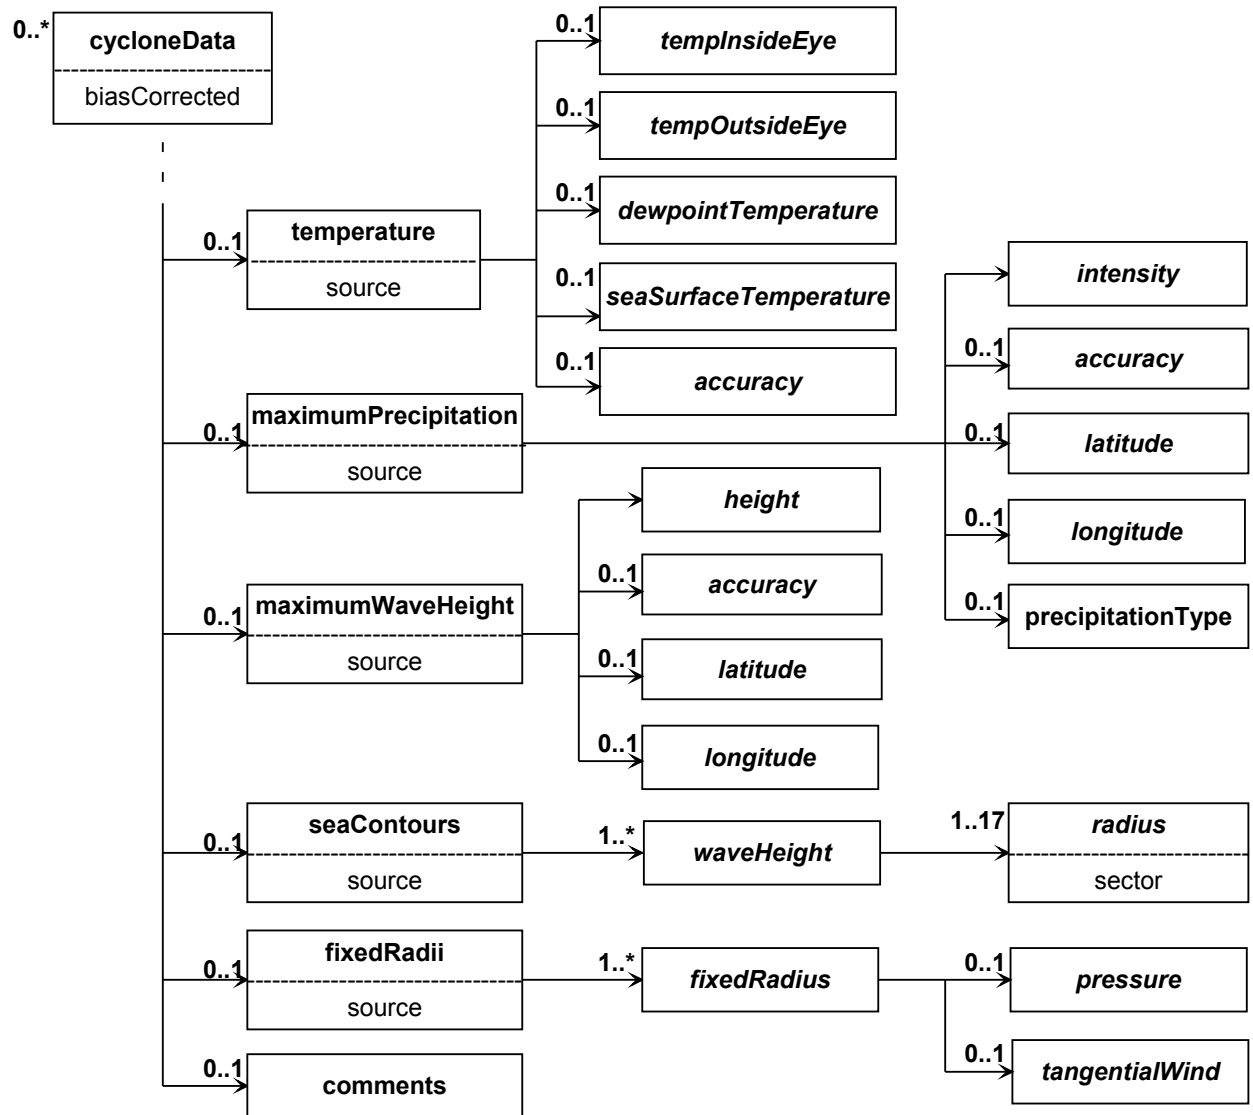 0..*
cycloneData
biasCorrected
0..1
temperature
source
0..1
tempInsideEye
0..1
tempOutsideEye
0..1
dewpointTemperature
0..1
seaSurfaceTemperature
0..1
accuracy
0..1
maximumPrecipitation
source
intensity
0..1
accuracy
0..1
latitude
0..1
longitude
0..1
precipitationType
0..1
maximumWaveHeight
source
height
0..1
accuracy
0..1
latitude
0..1
longitude
0..1
seaContours
source
1..*
waveHeight
1..17
radius
sector
0..1
fixedRadii
source
1..*
fixedRadius
0..1
pressure
0..1
tangentialWind
0..1
comments